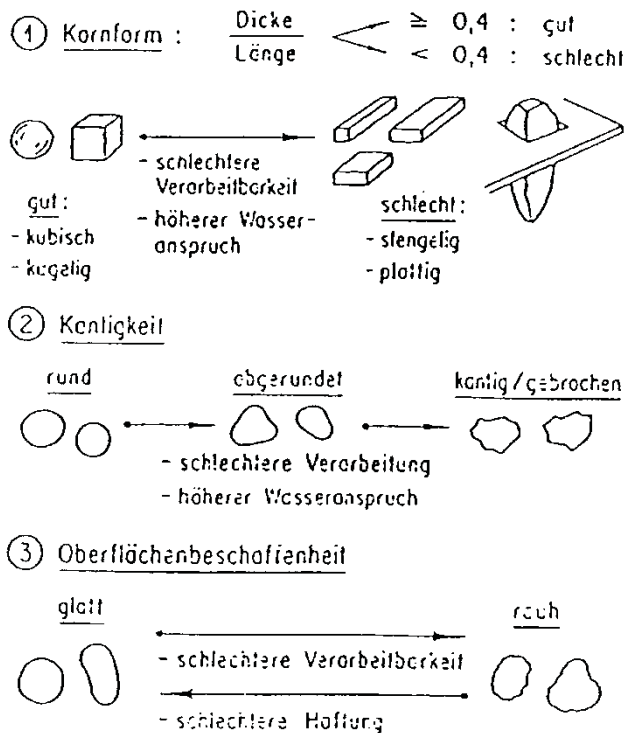 ① Kornform : Dicke ≥ 0,4 : gut
Länge < 0,4 : schlecht
- schlechtere
Verarbeitbarkeit
- höherer Wasser-
anspruch
gut :
- kubisch
- kugelig
schlecht :
- stengelig
- plattig
② Kantigkeit
rund
abgerundet
kantig / gebrochen
- schlechtere Verarbeitung
- höherer Wasseranspruch
③ Oberflächenbeschaffenheit
glatt
rauh
- schlechtere Verarbeitbarkeit
- schlechtere Haftung